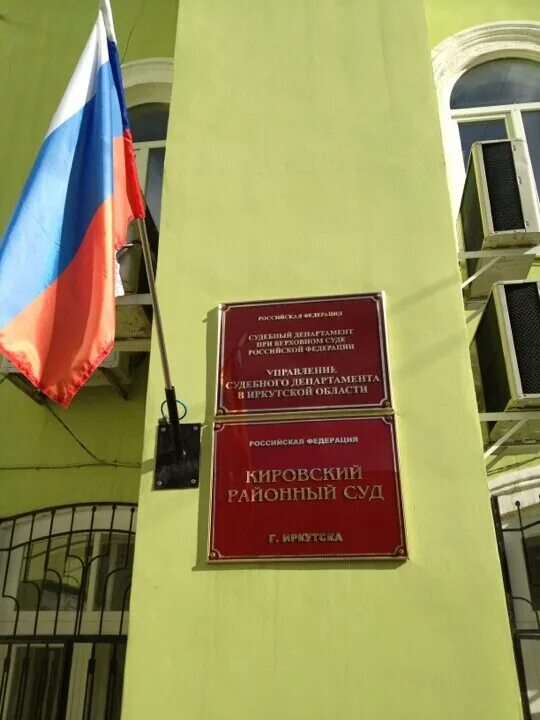 РОССИЙСКАЯ ФЕДЕРАЦИЯ
СУДЕБНЫЙ ДЕПАРТАМЕНТ
ПРИ ВЕРХОВНОМ СУДЕ
РОССИЙСКОЙ ФЕДЕРАЦИИ
УПРАВЛЕНИЕ
СУДЕБНОГО ДЕПАРТАМЕНТА
В ИРКУТСКОЙ ОБЛАСТИ
РОССИЙСКАЯ ФЕДЕРАЦИЯ
КИРОВСКИЙ
РАЙОННЫЙ СУД
Г. ИРКУТСКА